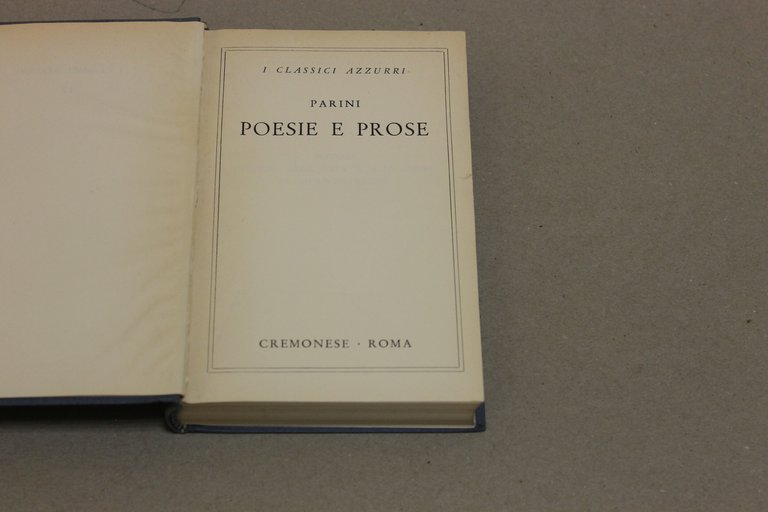 I CLASSICI AZZURRI
PARINI
POESIE E PROSE
CREMONESE · ROMA